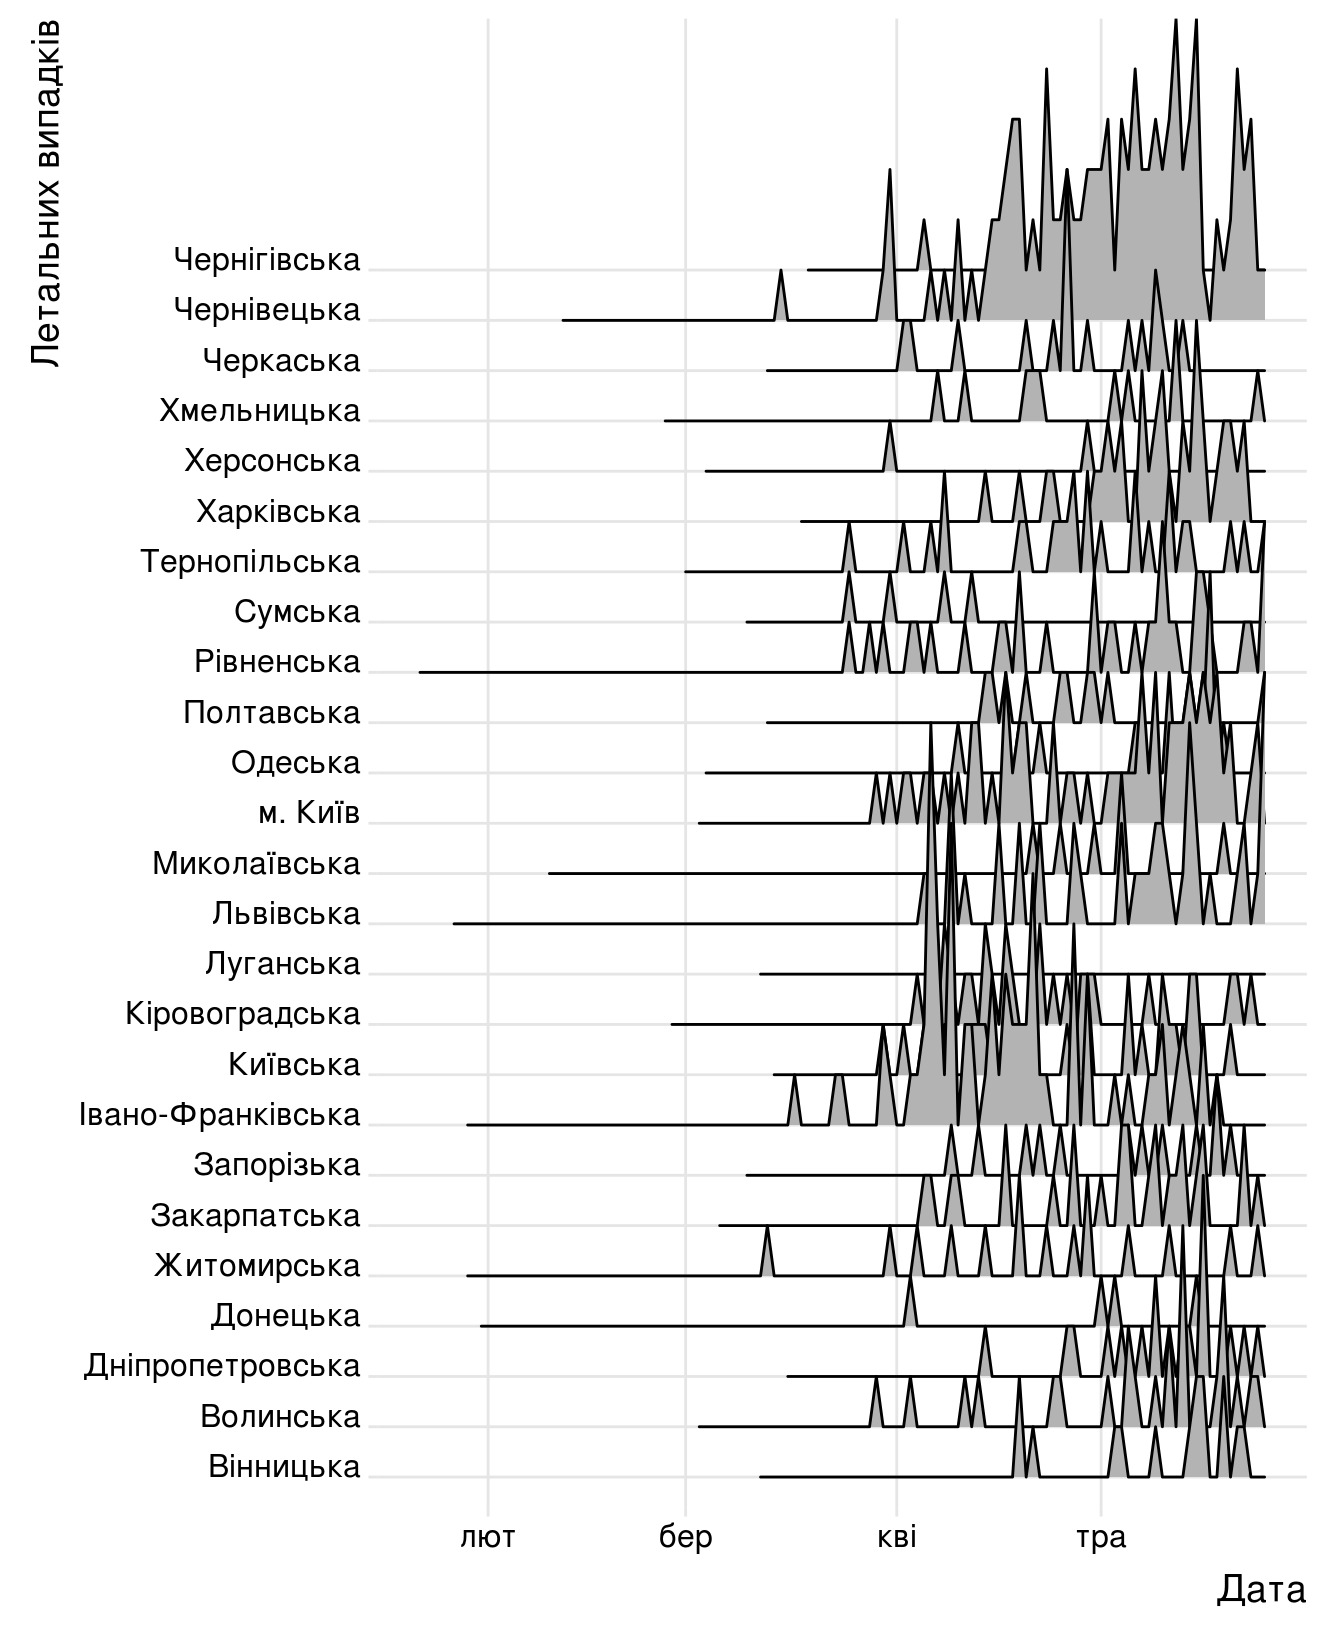 Летальних випадків
Чернігівська
Чернівецька
Черкаська
Хмельницька
Херсонська
Харківська
Тернопільська
Сумська
Рівненська
Полтавська
Одеська
м. Київ
Миколаївська
Львівська
Луганська
Кіровоградська
Київська
Івано-Франківська
Запорізька
Закарпатська
Житомирська
Донецька
Дніпропетровська
Волинська
Вінницька
лют бер кві тра
Дата